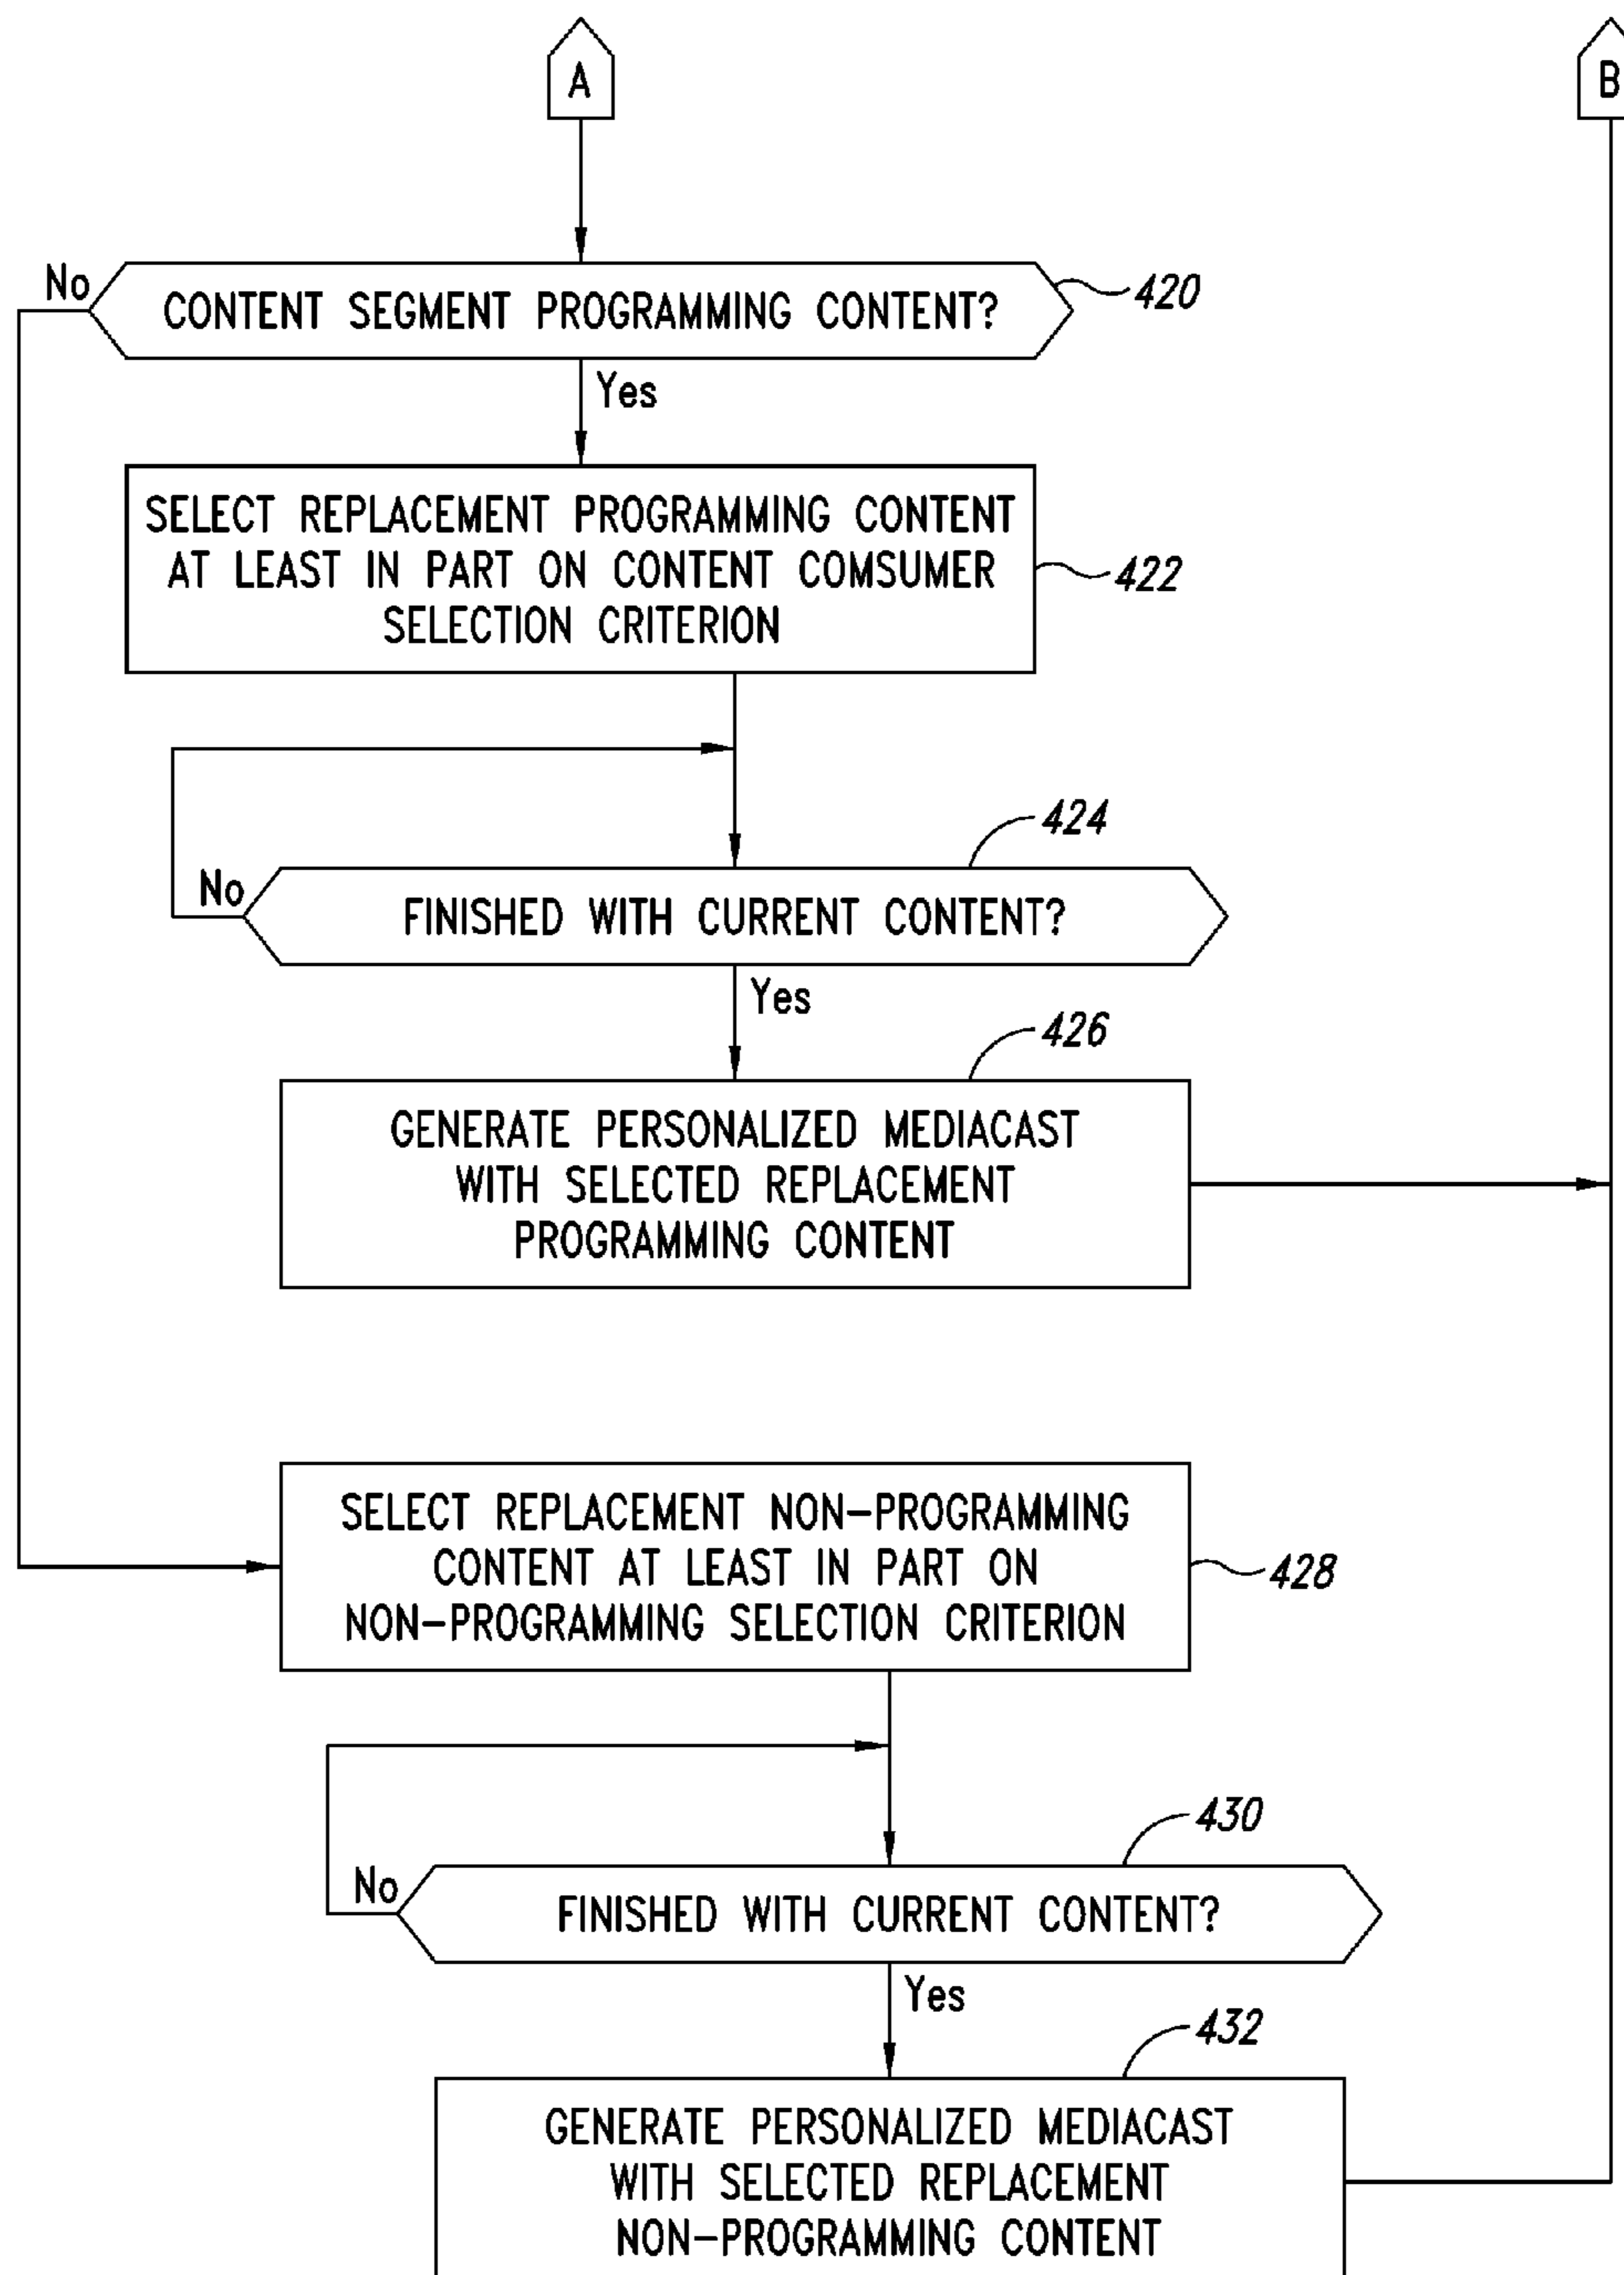 A
B
No
CONTENT SEGMENT PROGRAMMING CONTENT?
420
Yes
SELECT REPLACEMENT PROGRAMMING CONTENT
AT LEAST IN PART ON CONTENT COMSUMER
SELECTION CRITERION
422
424
No
FINISHED WITH CURRENT CONTENT?
Yes
426
GENERATE PERSONALIZED MEDIACAST
WITH SELECTED REPLACEMENT
PROGRAMMING CONTENT
SELECT REPLACEMENT NON-PROGRAMMING
CONTENT AT LEAST IN PART ON
NON-PROGRAMMING SELECTION CRITERION
428
430
No
FINISHED WITH CURRENT CONTENT?
Yes
432
GENERATE PERSONALIZED MEDIACAST
WITH SELECTED REPLACEMENT
NON-PROGRAMMING CONTENT